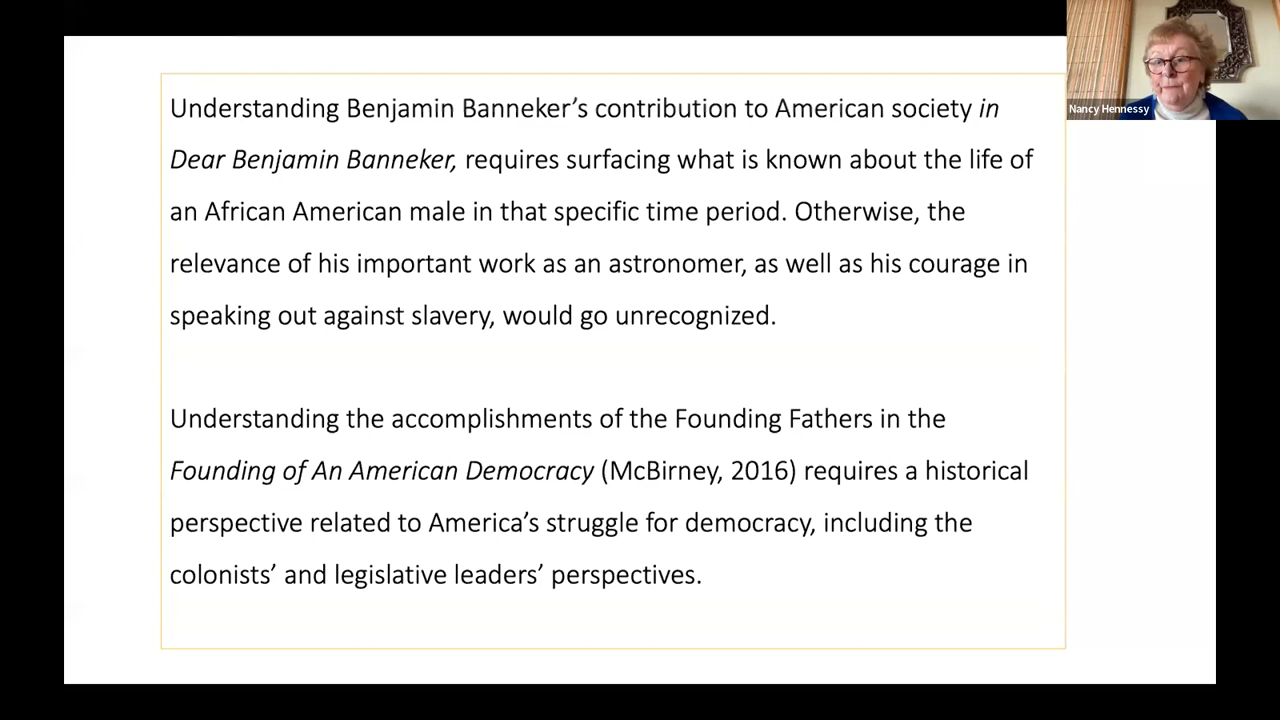 Understanding Benjamin Banneker’s contribution to American society in
Dear Benjamin Banneker, requires surfacing what is known about the life of
an African American male in that specific time period. Otherwise, the
relevance of his important work as an astronomer, as well as his courage in
speaking out against slavery, would go unrecognized.
Understanding the accomplishments of the Founding Fathers in the
Founding of An American Democracy (McBirney, 2016) requires a historical
perspective related to America’s struggle for democracy, including the
colonists’ and legislative leaders’ perspectives.
Nancy Hennessy